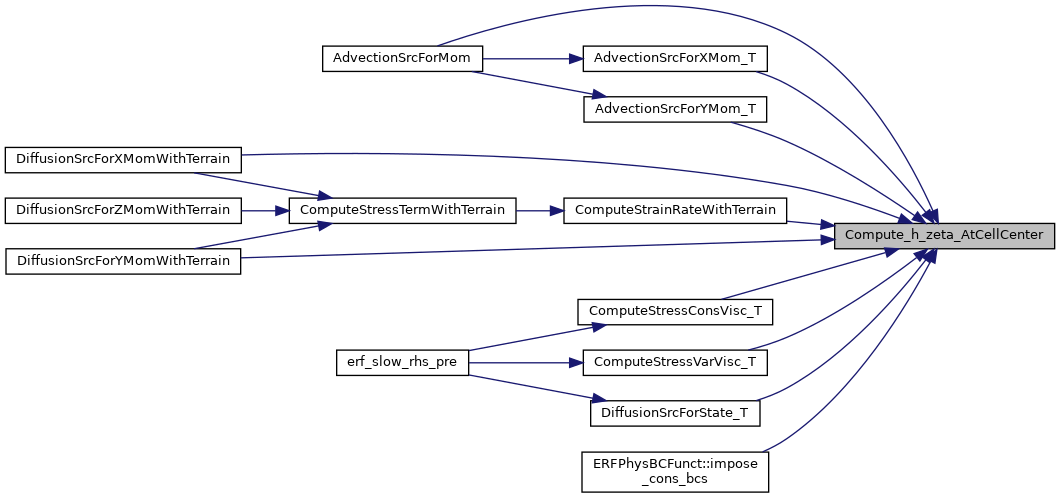 AdvectionSrcForMom
AdvectionSrcForXMom_T
AdvectionSrcForYMom_T
DiffusionSrcForXMomWithTerrain
DiffusionSrcForZMomWithTerrain
ComputeStressTermWithTerrain
ComputeStrainRateWithTerrain
Compute_h_zeta_AtCellCenter
DiffusionSrcForYMomWithTerrain
ComputeStressConsVisc_T
erf_slow_rhs_pre
ComputeStressVarVisc_T
DiffusionSrcForState_T
ERFPhysBCFunct::impose
_cons_bcs